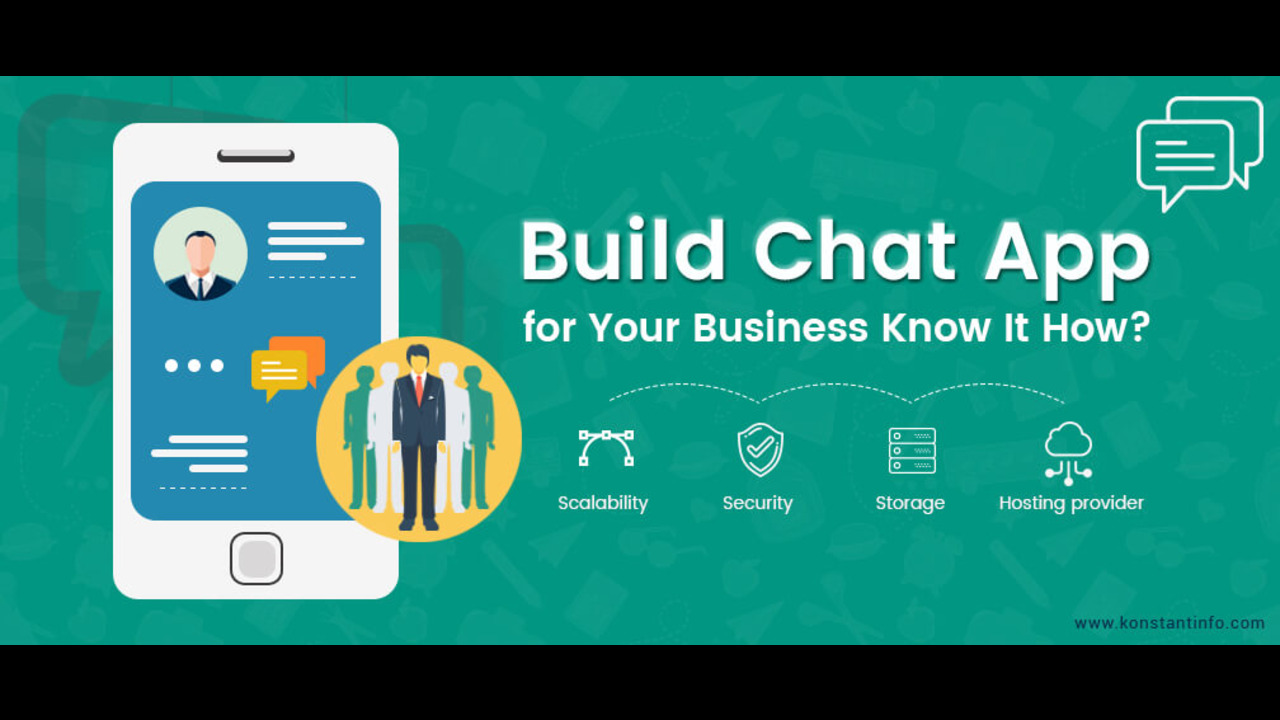 Build Chat App
for Your Business Know It How?
Scalability
Security
Storage
Hosting provider
www.konstantinfo.com